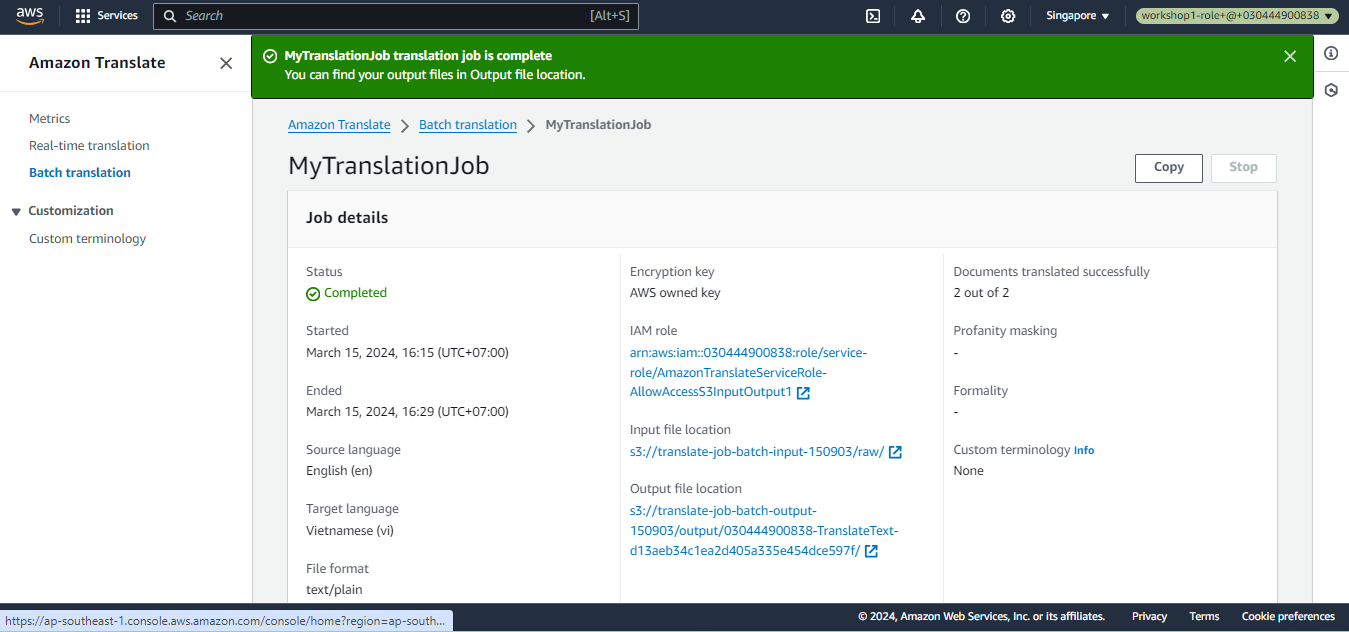 aws
Services
Search
[Alt+S]
Singapore
workshop1-role+@+030444900838
Amazon Translate
MyTranslationJob translation job is complete
You can find your output files in Output file location.
Metrics
Real-time translation
Batch translation
Customization
Custom terminology
Amazon Translate
Batch translation
MyTranslationJob
MyTranslationJob
Copy
Stop
Job details
Status
Completed
Started
March 15, 2024, 16:15 (UTC+07:00)
Ended
March 15, 2024, 16:29 (UTC+07:00)
Source language
English (en)
Target language
Vietnamese (vi)
File format
text/plain
Encryption key
AWS owned key
IAM role
arn:aws:iam::030444900838:role/service-
role/AmazonTranslateServiceRole-
AllowAccessS3InputOutput1
Input file location
s3://translate-job-batch-input-150903/raw/
Output file location
s3://translate-job-batch-output-
150903/output/030444900838-TranslateText-
d13aeb34c1ea2d405a335e454dce597f/
Documents translated successfully
2 out of 2
Profanity masking
-
Formality
-
Custom terminology Info
None
© 2024, Amazon Web Services, Inc. or its affiliates.
Privacy
Terms
Cookie preferences
https://ap-southeast-1.console.aws.amazon.com/console/home?region=ap-south...